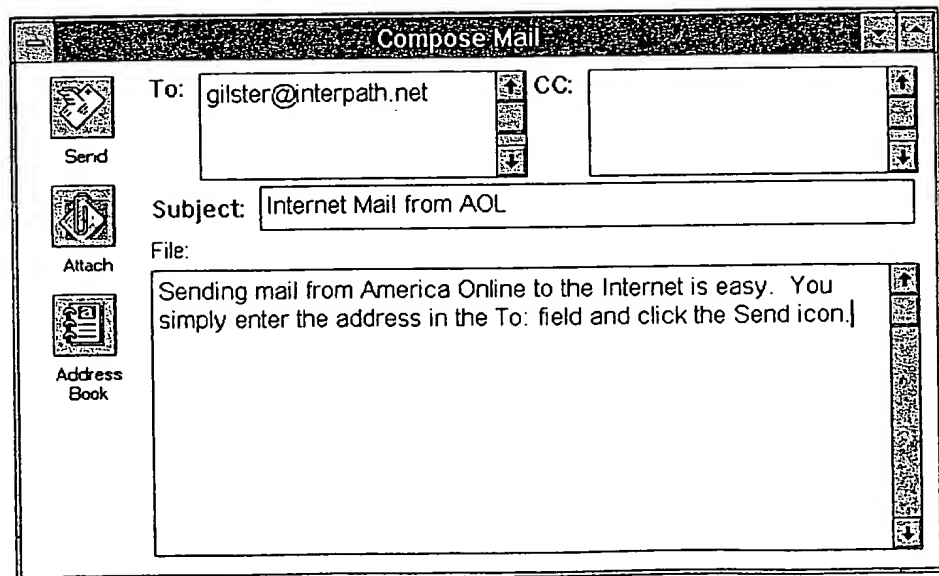 Compose Mail
To: gilster@interpath.net CC:
Send
Subject: Internet Mail from AOL
Attach
File:
Sending mail from America Online to the Internet is easy. You
simply enter the address in the To: field and click the Send icon.
Address
Book